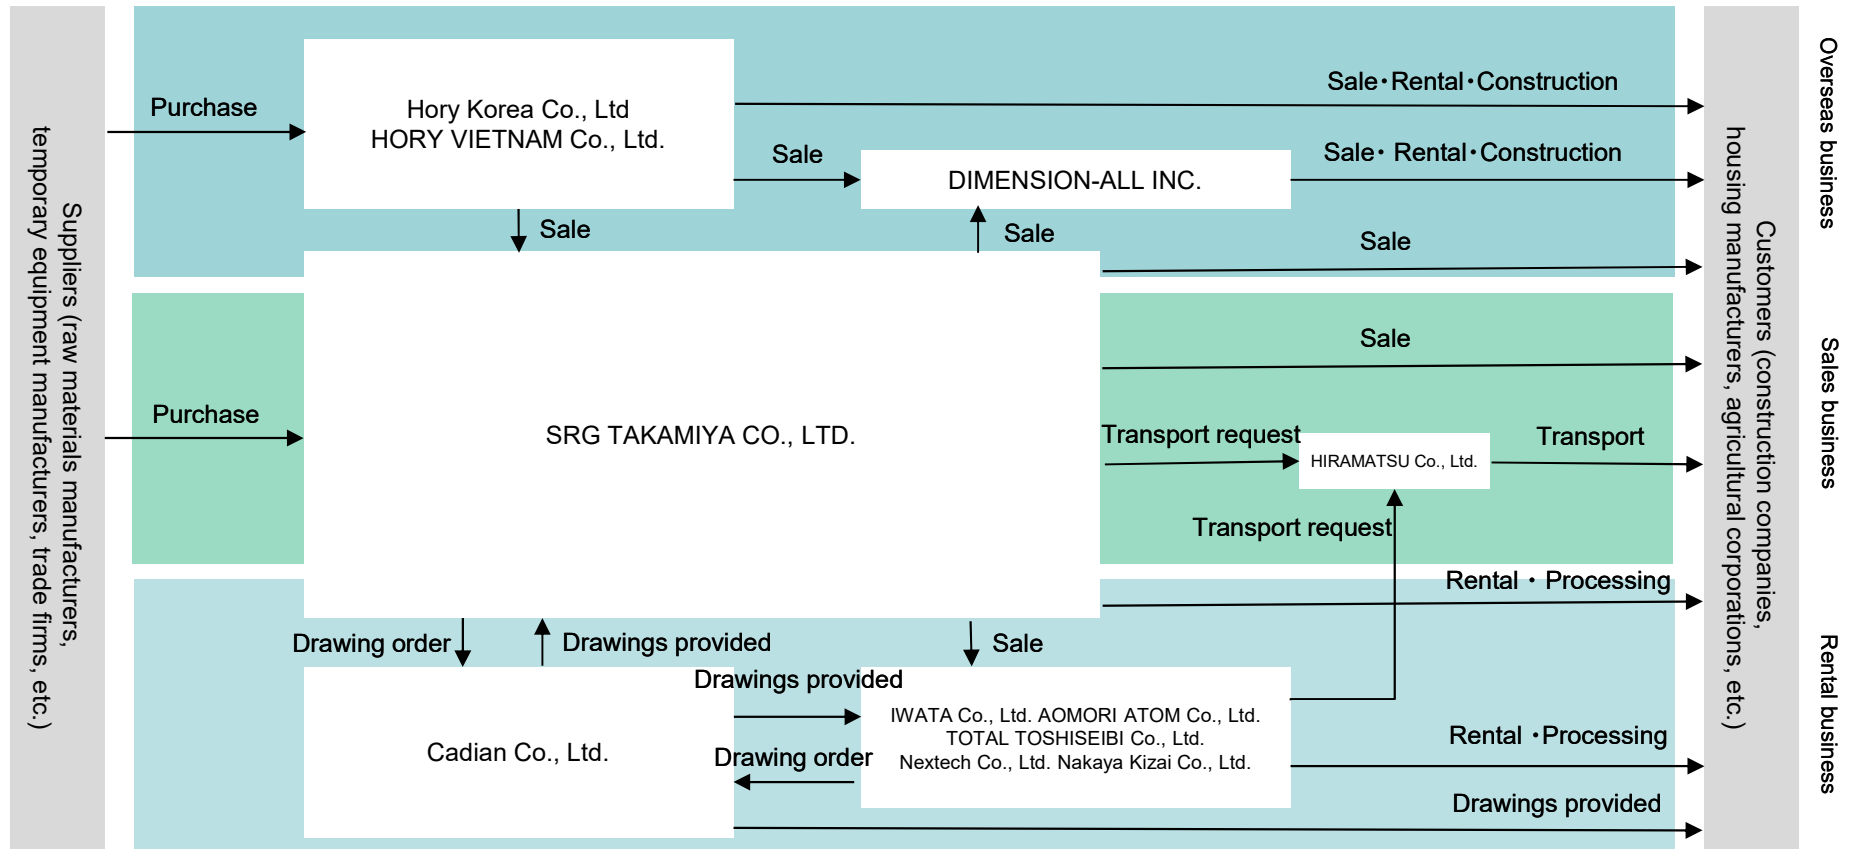 Suppliers (raw materials manufacturers,
temporary equipment manufacturers, trade firms, etc.)
Purchase
Hory Korea Co., Ltd
HORY VIETNAM Co., Ltd.
Sale・Rental・Construction
Sale
DIMENSION-ALL INC.
Sale・ Rental・Construction
Sale
Sale
Sale
Purchase
SRG TAKAMIYA CO., LTD.
Sale
Transport request
HIRAMATSU Co., Ltd.
Transport
Transport request
Rental ・ Processing
Drawing order
Drawings provided
Sale
Cadian Co., Ltd.
Drawings provided
Drawing order
IWATA Co., Ltd. AOMORI ATOM Co., Ltd.
TOTAL TOSHISEIBI Co., Ltd.
Nextech Co., Ltd. Nakaya Kizai Co., Ltd.
Rental ・Processing
Drawings provided
Customers (construction companies,
housing manufacturers, agricultural corporations, etc.)
Overseas business
Sales business
Rental business